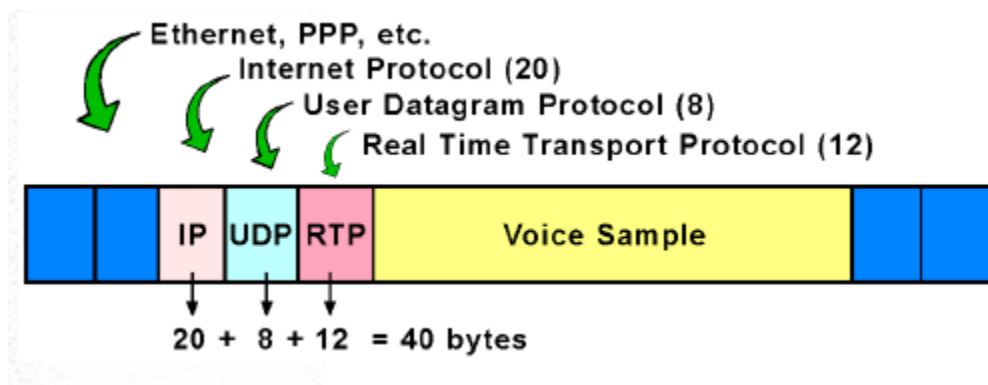 Ethernet, PPP, etc.
Internet Protocol (20)
User Datagram Protocol (8)
Real Time Transport Protocol (12)
IP UDP RTP Voice Sample
20 + 8 + 12 = 40 bytes